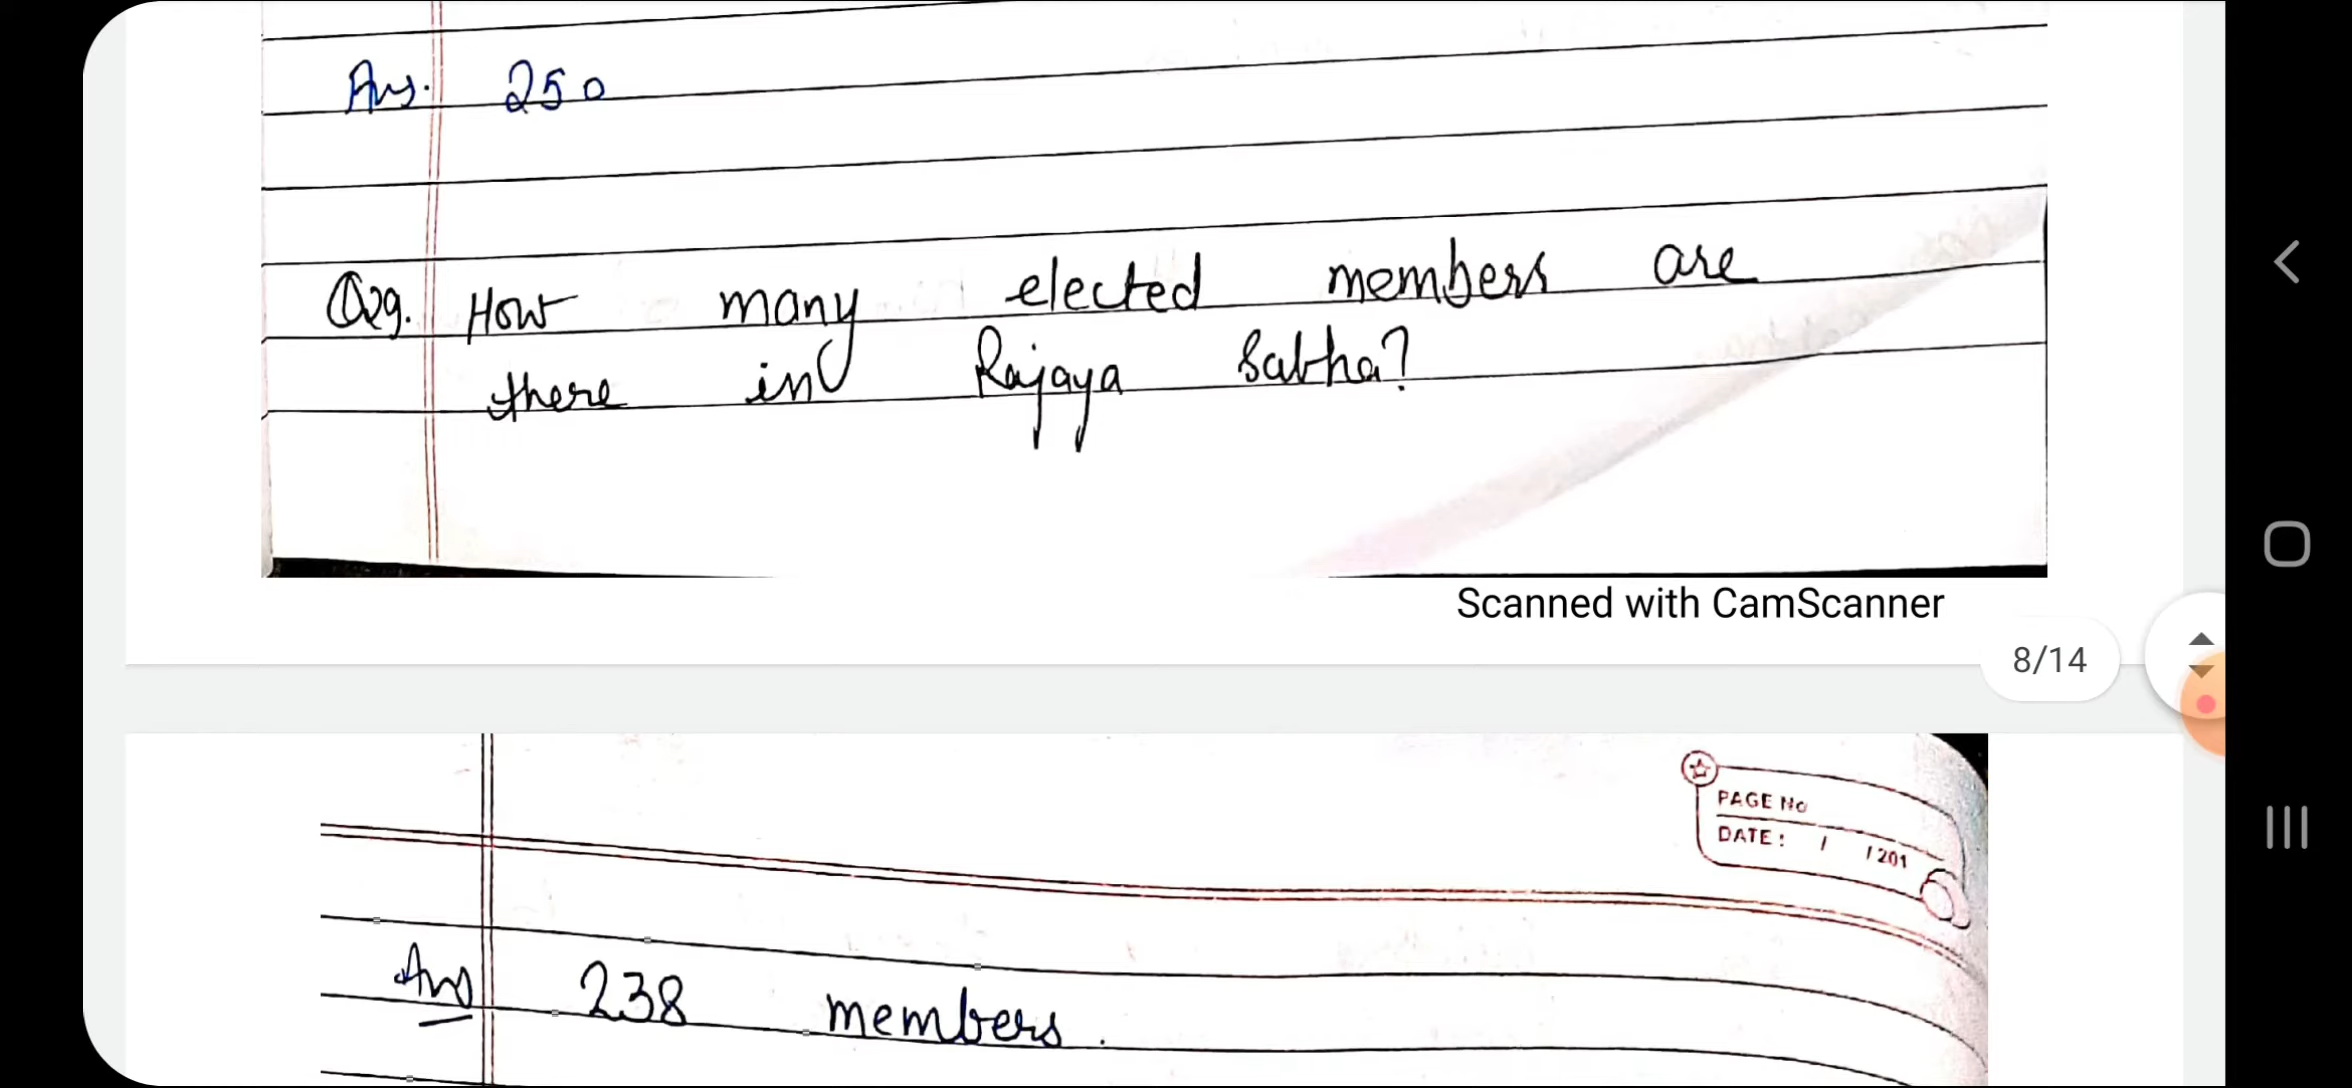 Ans. 250
Q29. How many elected members are
there in Rajaya Sabha?
Scanned with CamScanner
8/14
PAGE No
DATE: / /201
Ans 238 members.